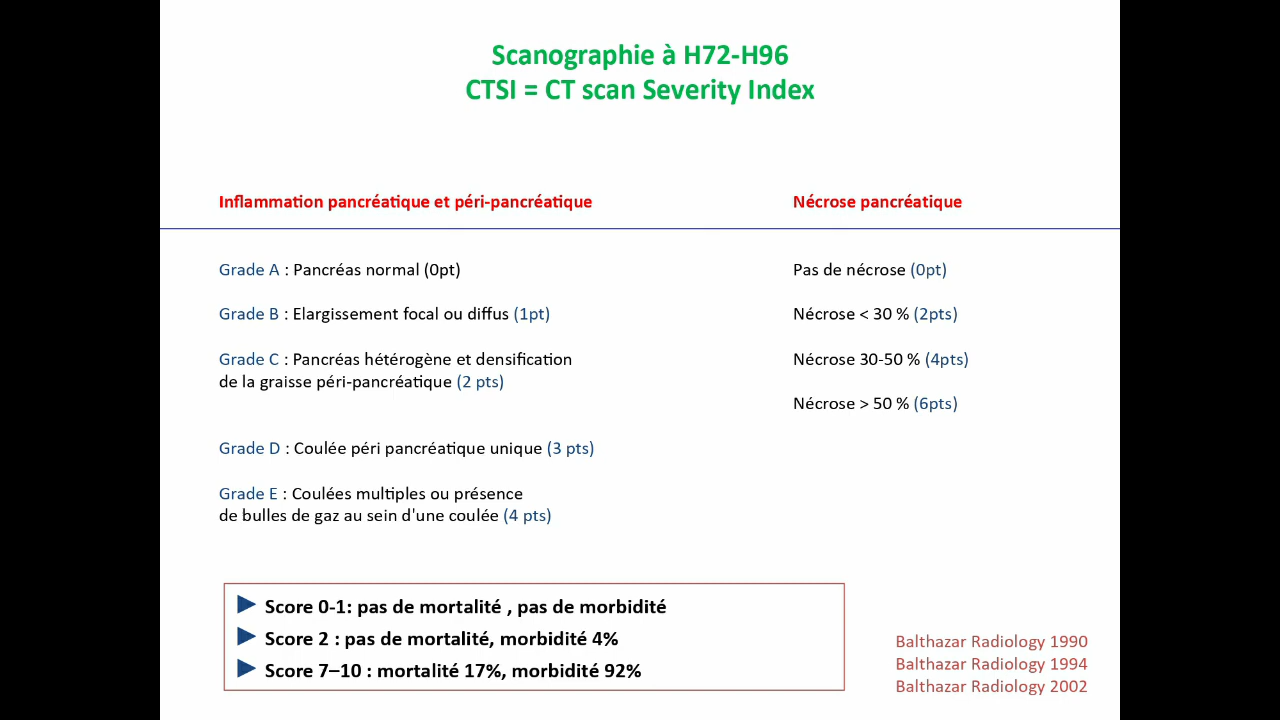 Scanographie à H72-H96
CTSI = CT scan Severity Index
Inflammation pancréatique et péri-pancréatique
Nécrose pancréatique
Grade A : Pancréas normal (0pt)
Pas de nécrose (0pt)
Grade B : Elargissement focal ou diffus (1pt)
Nécrose < 30 % (2pts)
Grade C : Pancréas hétérogène et densification
de la graisse péri-pancréatique (2 pts)
Nécrose 30-50 % (4pts)
Nécrose > 50 % (6pts)
Grade D : Coulée péri pancréatique unique (3 pts)
Grade E : Coulées multiples ou présence
de bulles de gaz au sein d'une coulée (4 pts)
Score 0-1: pas de mortalité , pas de morbidité
Score 2 : pas de mortalité, morbidité 4%
Score 7–10 : mortalité 17%, morbidité 92%
Balthazar Radiology 1990
Balthazar Radiology 1994
Balthazar Radiology 2002